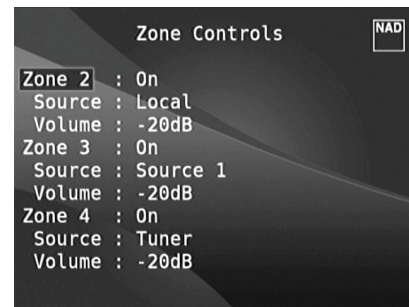 Zone Controls
NAD
Zone 2 : On
Source : Local
Volume : -20dB
Zone 3 : On
Source : Source 1
Volume : -20dB
Zone 4 : On
Source : Tuner
Volume : -20dB